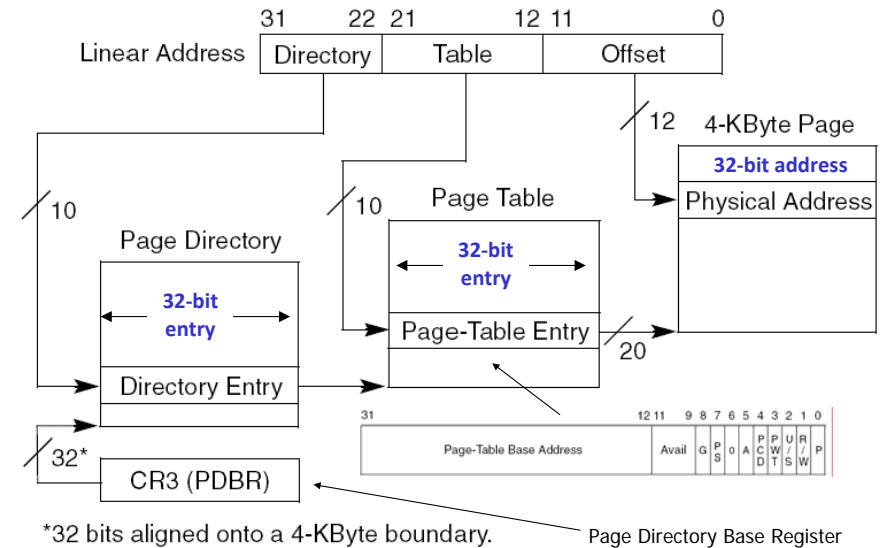 31 22 21 12 11 0
Linear Address Directory Table Offset
12 4-KByte Page
32-bit address
10 10 Page Table Physical Address
Page Directory
32-bit
entry
32-bit
entry
Page-Table Entry
20
Directory Entry
31 12 11 9 8 7 6 5 4 3 2 1 0
Page-Table Base Address Avail G PS 0 A PCD PWT U/S R/W P
32*
CR3 (PDBR)
*32 bits aligned onto a 4-KByte boundary. Page Directory Base Register